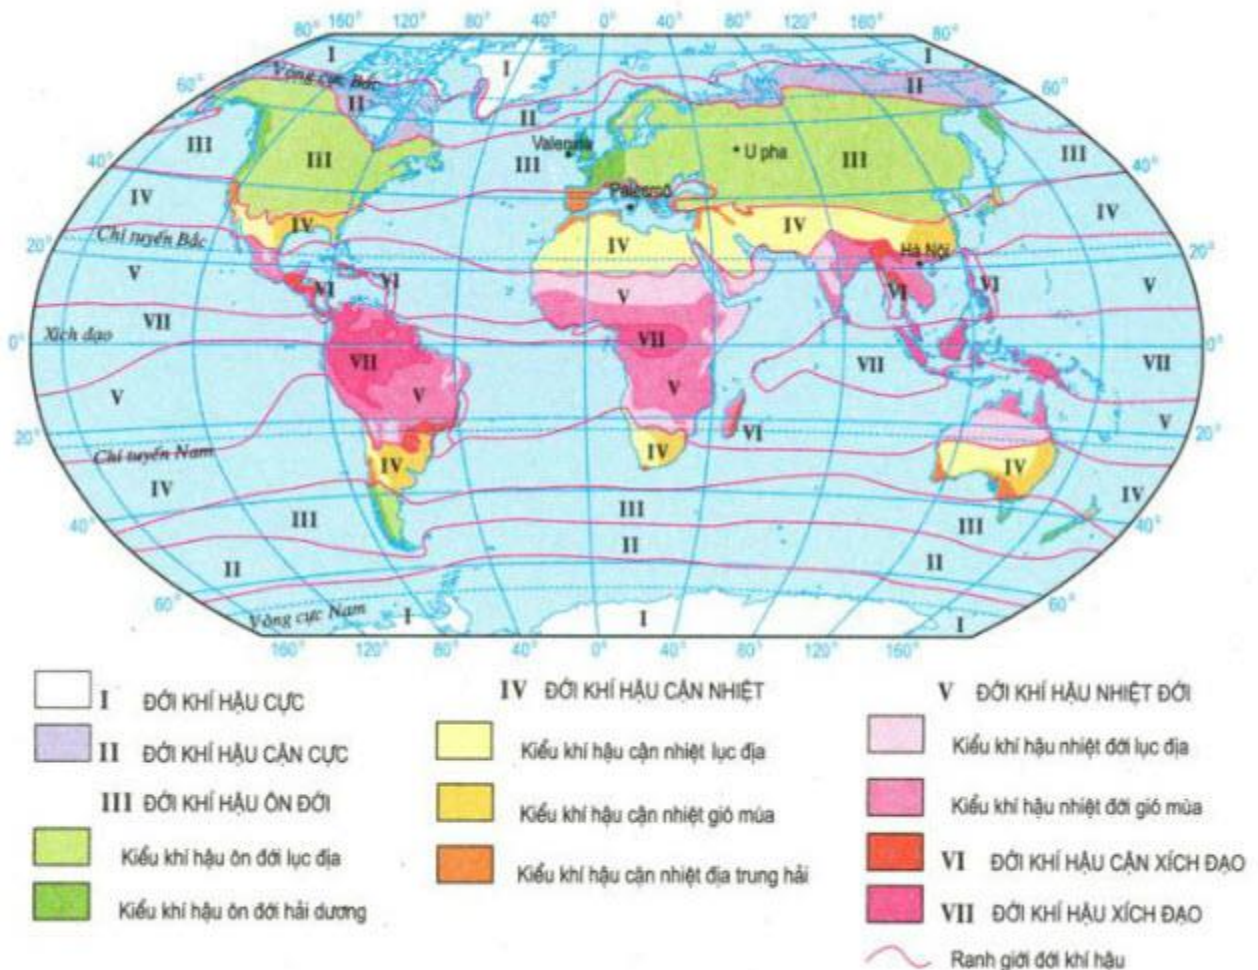 80° 160° 120° 80° 40° 0° 40° 80° 120° 160° 80°
I I I
60° Vòng cực Bắc II II 60°
II
III Valentia III
III III U pha III III
40° 40°
Palecmô
IV IV IV IV IV
Chí tuyến Bắc Hà Nội
20° 20°
V VI VI V VI VI V
VII
Xích đạo
0° VII VII VII VII 0°
V V V V
20° VI 20°
Chí tuyến Nam
IV IV IV IV IV
40° III III III 40°
II II II
60° 60°
Vòng cực Nam I I I
160° 120° 80° 40° 0° 40° 80° 120° 160°
I ĐỚI KHÍ HẬU CỰC
II ĐỚI KHÍ HẬU CẬN CỰC
III ĐỚI KHÍ HẬU ÔN ĐỚI
Kiểu khí hậu ôn đới lục địa
Kiểu khí hậu ôn đới hải dương
IV ĐỚI KHÍ HẬU CẬN NHIỆT
Kiểu khí hậu cận nhiệt lục địa
Kiểu khí hậu cận nhiệt gió mùa
Kiểu khí hậu cận nhiệt địa trung hải
V ĐỚI KHÍ HẬU NHIỆT ĐỚI
Kiểu khí hậu nhiệt đới lục địa
Kiểu khí hậu nhiệt đới gió mùa
VI ĐỚI KHÍ HẬU CẬN XÍCH ĐẠO
VII ĐỚI KHÍ HẬU XÍCH ĐẠO
Ranh giới đới khí hậu